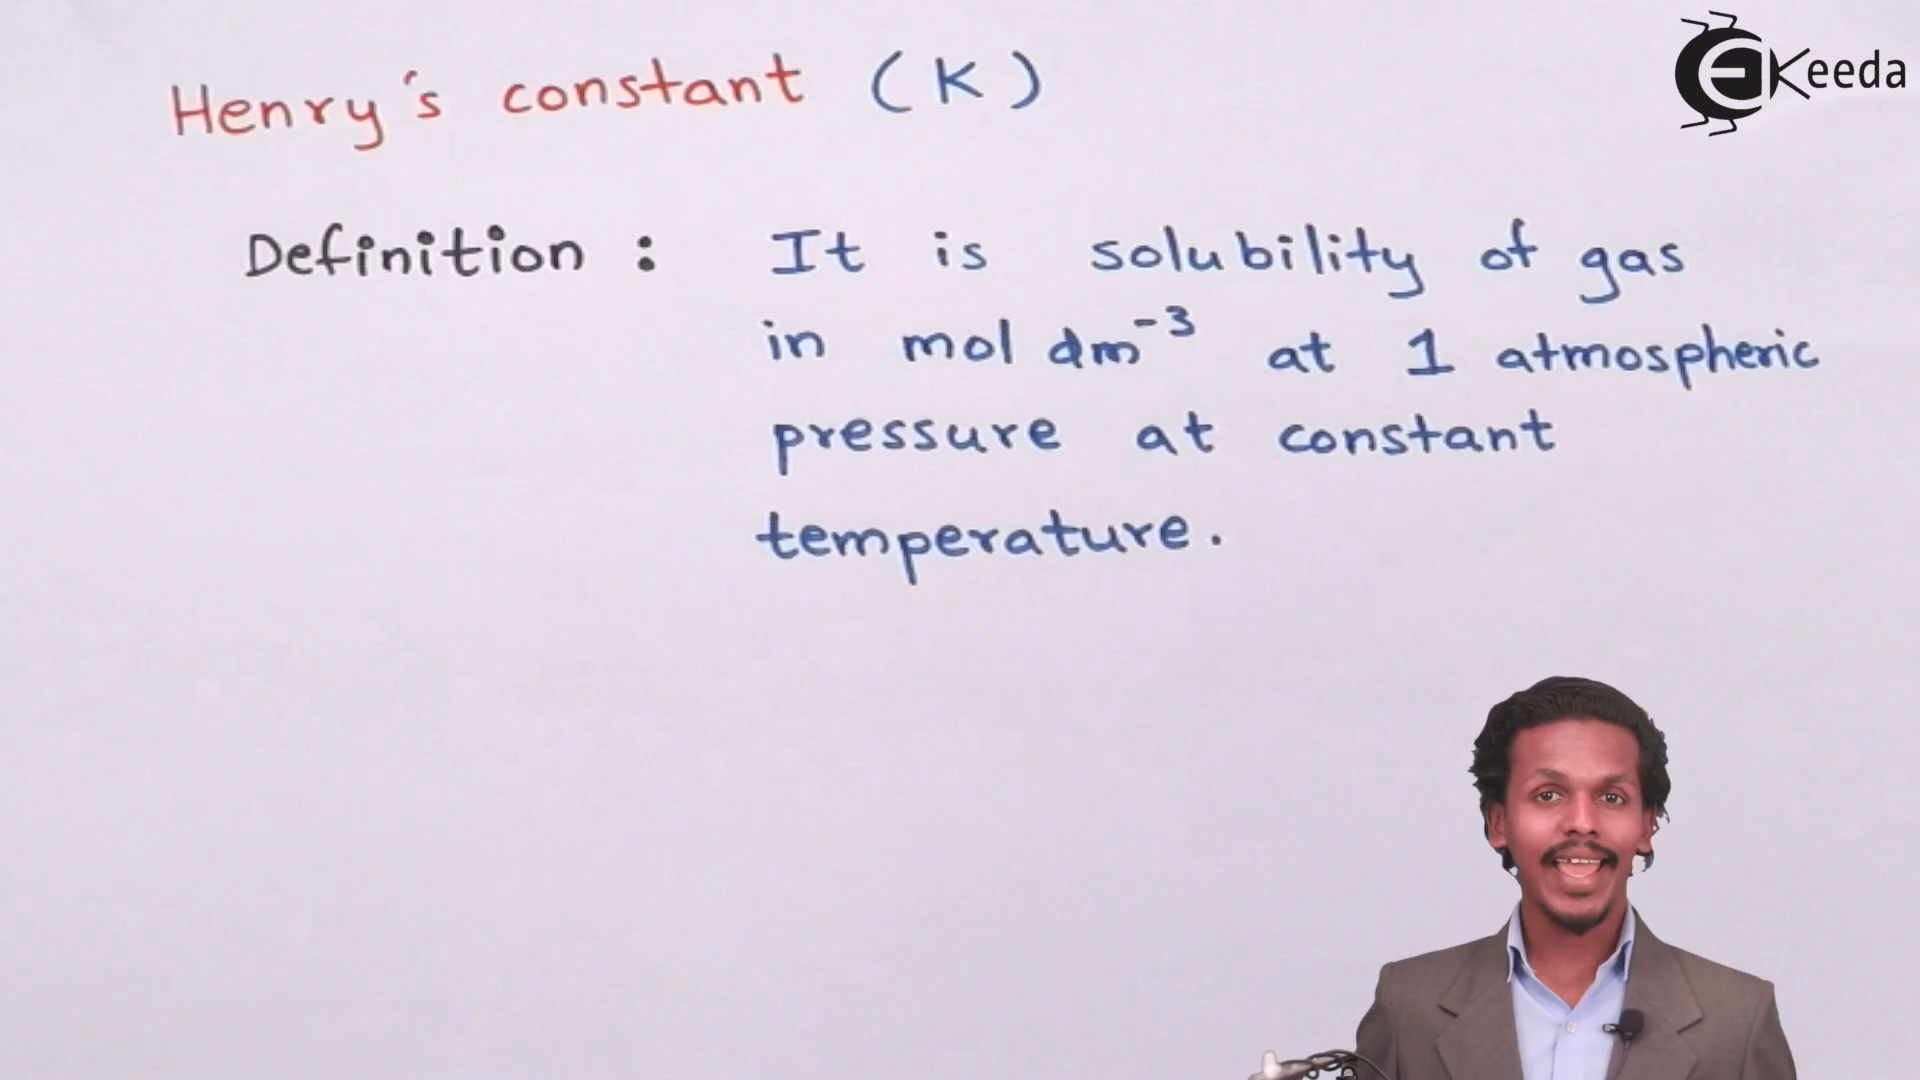 Henry's constant (K)
EKeeda
Definition : It is solubility of gas
in mol dm⁻³ at 1 atmospheric
pressure at constant
temperature.